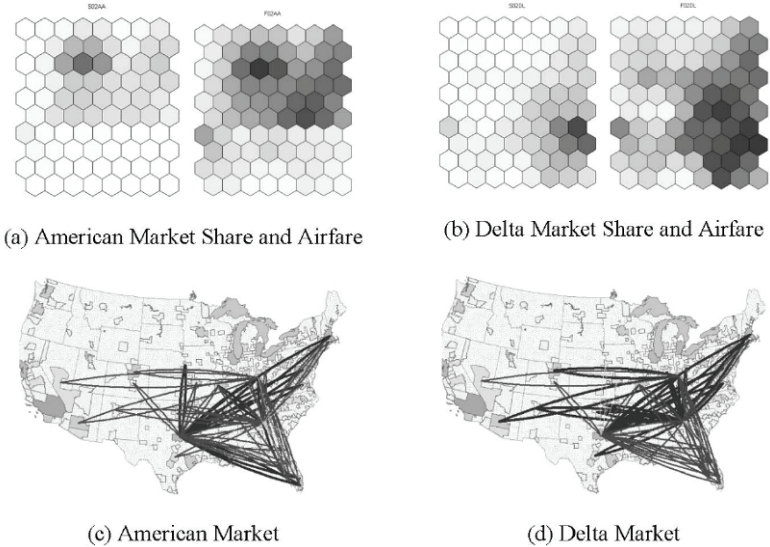 S02AA
F02AA
S02DL
F02DL
(a) American Market Share and Airfare
(b) Delta Market Share and Airfare
(c) American Market
(d) Delta Market